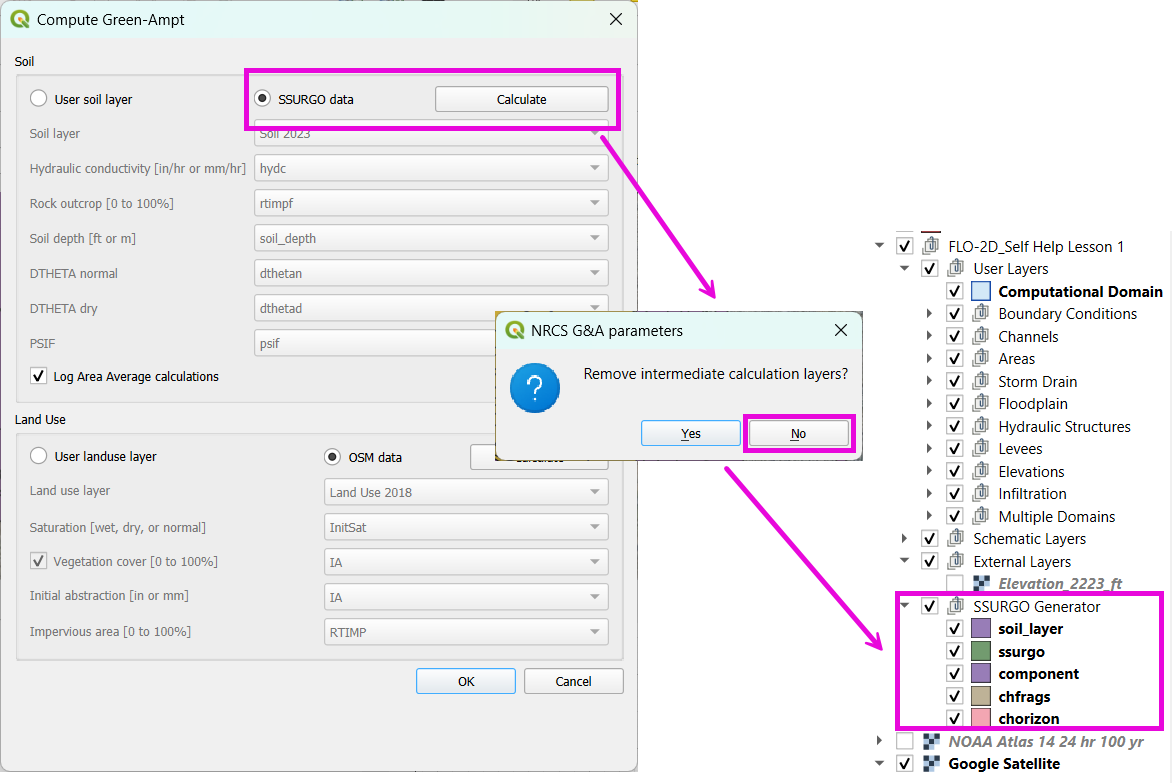 Compute Green-Ampt
Soil
User soil layer
SSURGO data
Calculate
Soil layer
Soil 2023
Hydraulic conductivity [in/hr or mm/hr]
hydc
Rock outcrop [0 to 100%]
rtimpf
Soil depth [ft or m]
soil_depth
DTHETA normal
dthetan
DTHETA dry
dthetad
PSIF
psif
Log Area Average calculations
Land Use
User landuse layer
OSM data
Land use layer
Land Use 2018
Saturation [wet, dry, or normal]
InitSat
Vegetation cover [0 to 100%]
IA
Initial abstraction [in or mm]
IA
Impervious area [0 to 100%]
RTIMP
OK
Cancel
NRCS G&A parameters
Remove intermediate calculation layers?
Yes
No
FLO-2D_Self Help Lesson 1
User Layers
Computational Domain
Boundary Conditions
Channels
Areas
Storm Drain
Floodplain
Hydraulic Structures
Levees
Elevations
Infiltration
Multiple Domains
Schematic Layers
External Layers
Elevation_2223_ft
SSURGO Generator
soil_layer
ssurgo
component
chfrags
chorizon
NOAA Atlas 14 24 hr 100 yr
Google Satellite